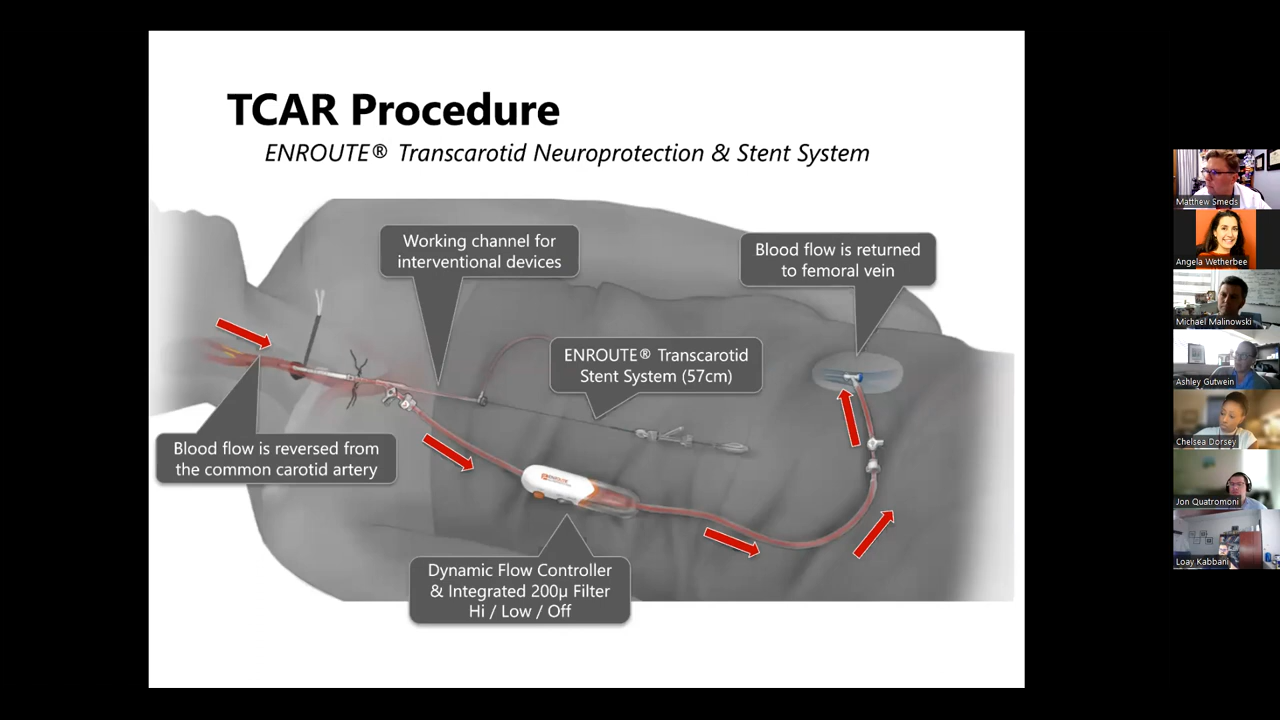 TCAR Procedure
ENROUTE® Transcarotid Neuroprotection & Stent System
Working channel for
interventional devices
Blood flow is returned
to femoral vein
ENROUTE® Transcarotid
Stent System (57cm)
Blood flow is reversed from
the common carotid artery
ENROUTE
Dynamic Flow Controller
& Integrated 200µ Filter
Hi / Low / Off
Matthew Smeds
Angela Wetherbee
Michael Malinowski
Ashley Gutwein
Chelsea Dorsey
Jon Quatromoni
Loay Kabbani